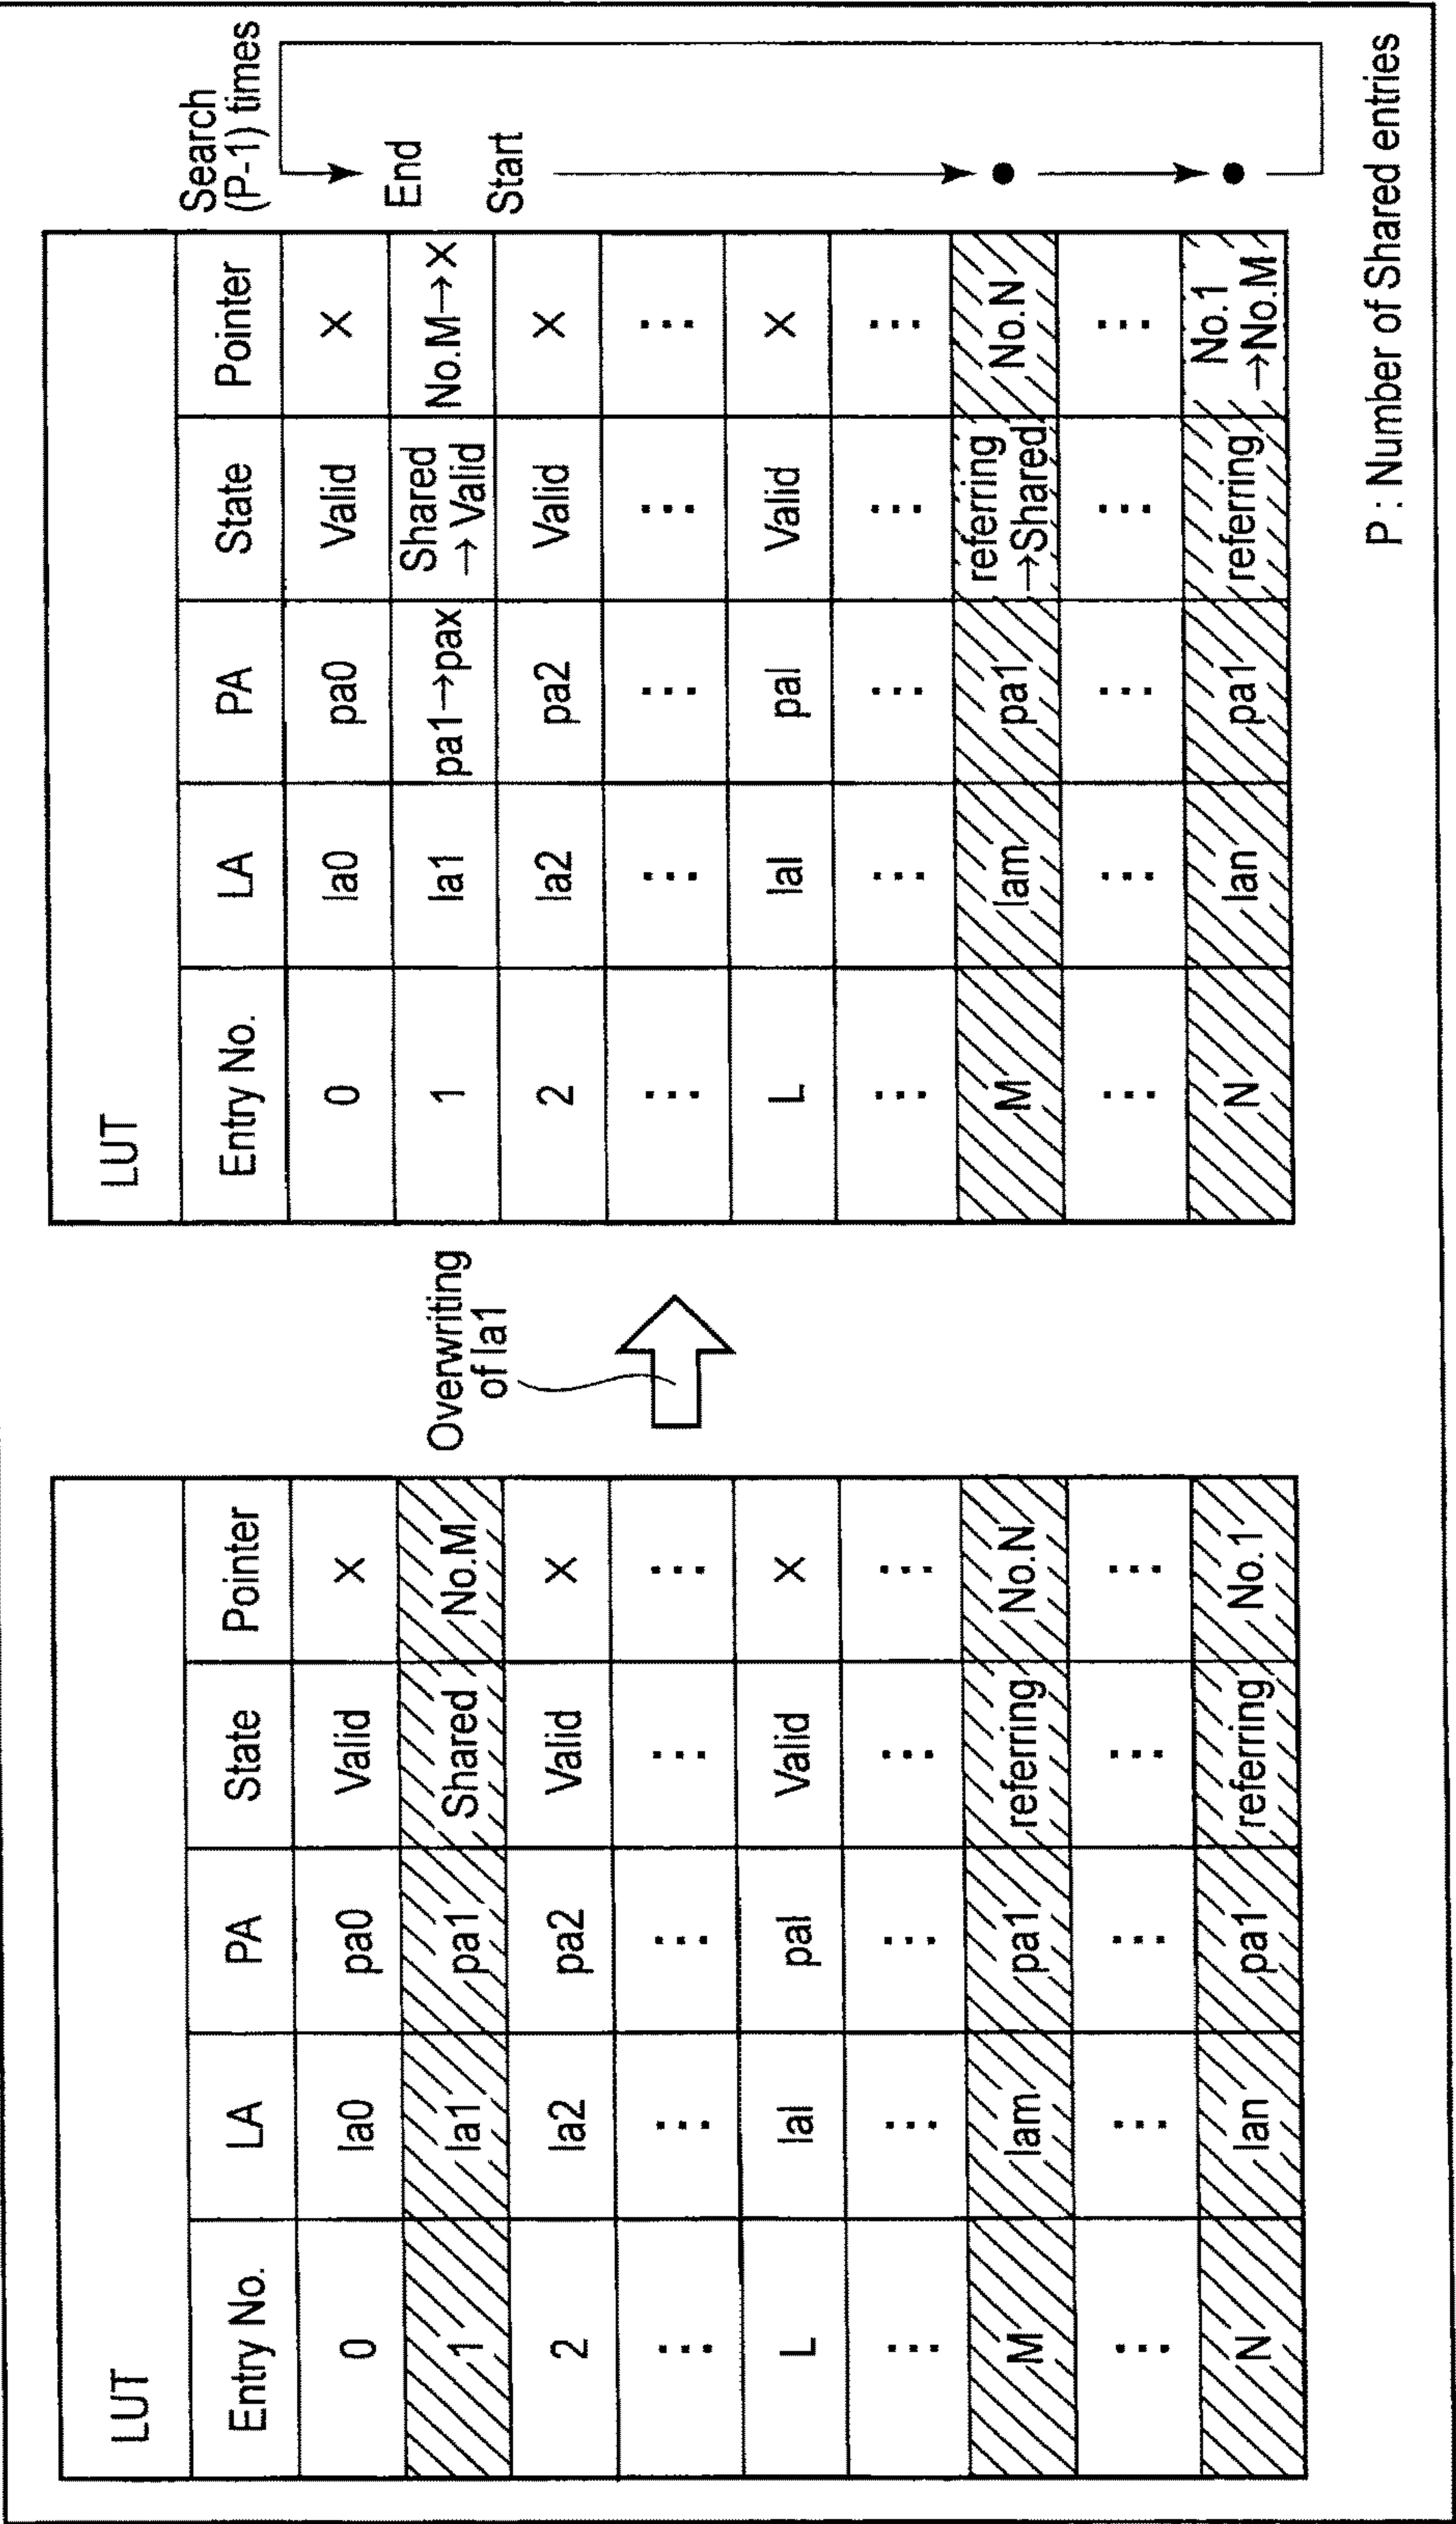 LUT
Entry No. LA PA State Pointer
0 la0 pa0 Valid X
1 la1 pa1 Shared No.M
2 la2 pa2 Valid X
... ... ... ... ...
L lal pal Valid X
... ... ... ... ...
M lam pa1 referring No.N
... ... ... ... ...
N lan pa1 referring No.1
Overwriting
of la1
LUT
Entry No. LA PA State Pointer
0 la0 pa0 Valid X
1 la1 pa1→pax Shared → Valid No.M→X
2 la2 pa2 Valid X
... ... ... ... ...
L lal pal Valid X
... ... ... ... ...
M lam pa1 referring →Shared No.N
... ... ... ... ...
N lan pa1 referring No.1 →No.M
Search
(P-1) times
End
Start
P : Number of Shared entries